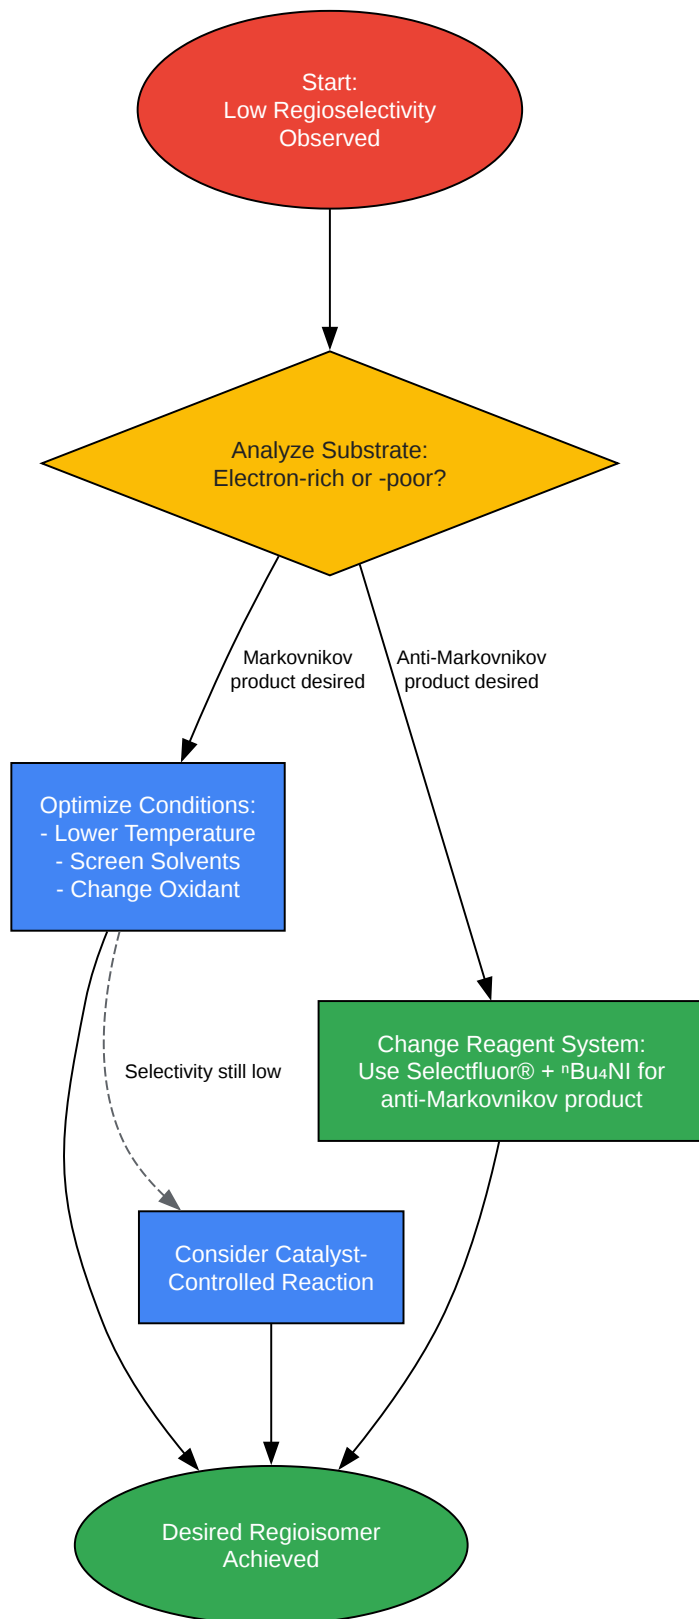 Start:
Low Regioselectivity
Observed
Analyze Substrate:
Electron-rich or -poor?
Markovnikov
product desired
Anti-Markovnikov
product desired
Optimize Conditions:
- Lower Temperature
- Screen Solvents
- Change Oxidant
Change Reagent System:
Use Selectfluor® + ⁿBu₄NI for
anti-Markovnikov product
Selectivity still low
Consider Catalyst-
Controlled Reaction
Desired Regioisomer
Achieved